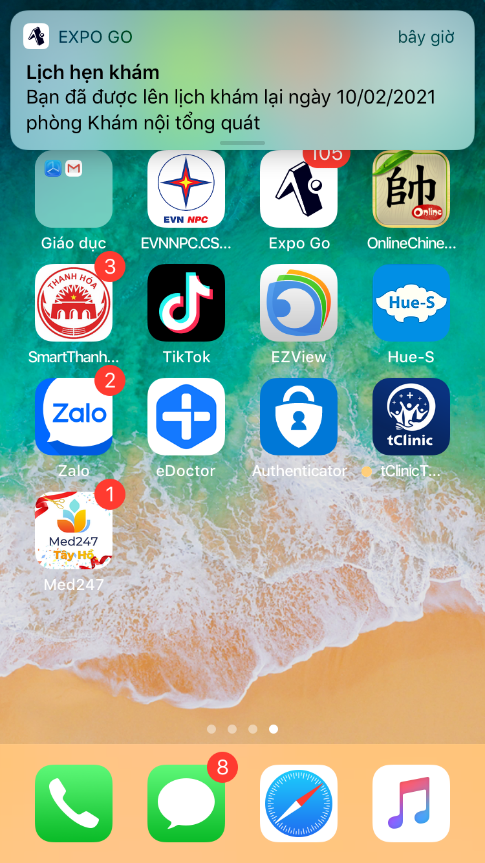 EXPO GO bây giờ
Lịch hẹn khám
Bạn đã được lên lịch khám lại ngày 10/02/2021
phòng Khám nội tổng quát
105
EVN NPC
帥
Online
Giáo dục EVNNPC.CS... Expo Go OnlineChine...
3
THANH HÓA
Hue-S
SmartThanh... TikTok EZView Hue-S
2
Zalo
tClinic
Zalo eDoctor Authenticator tClinicT...
1
Med247
Tây Hồ
Med247
8